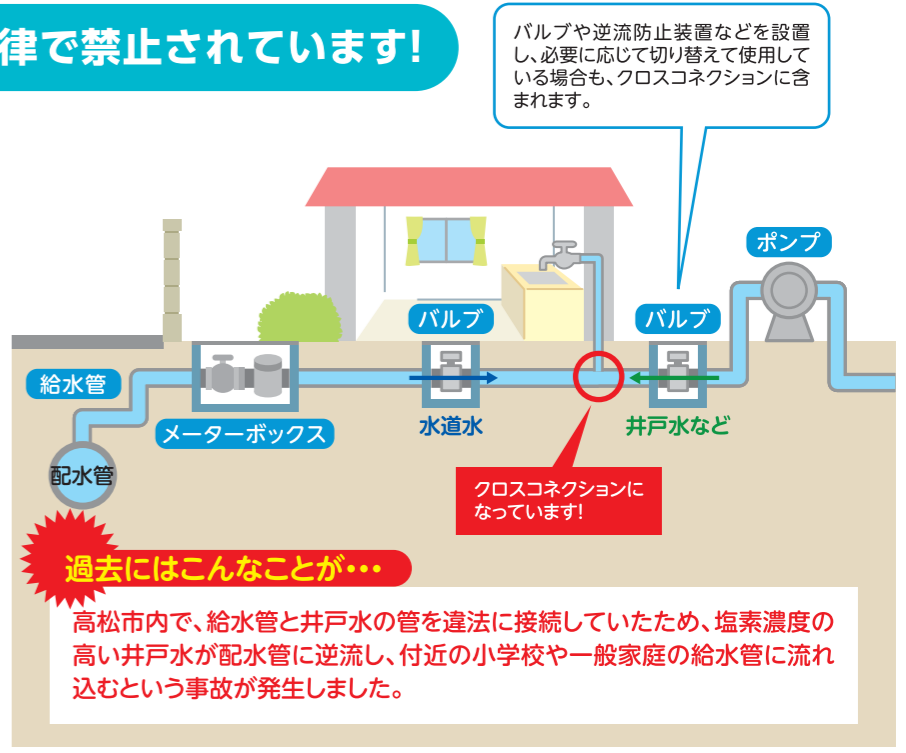 律で禁止されています!
バルブや逆流防止装置などを設置
し、必要に応じて切り替えて使用して
いる場合も、クロスコネクションに含
まれます。
ポンプ
バルブ
バルブ
給水管
メーターボックス
水道水
井戸水など
配水管
クロスコネクションに
なっています!
過去にはこんなことが・・・
高松市内で、給水管と井戸水の管を違法に接続していたため、塩素濃度の
高い井戸水が配水管に逆流し、付近の小学校や一般家庭の給水管に流れ
込むという事故が発生しました。